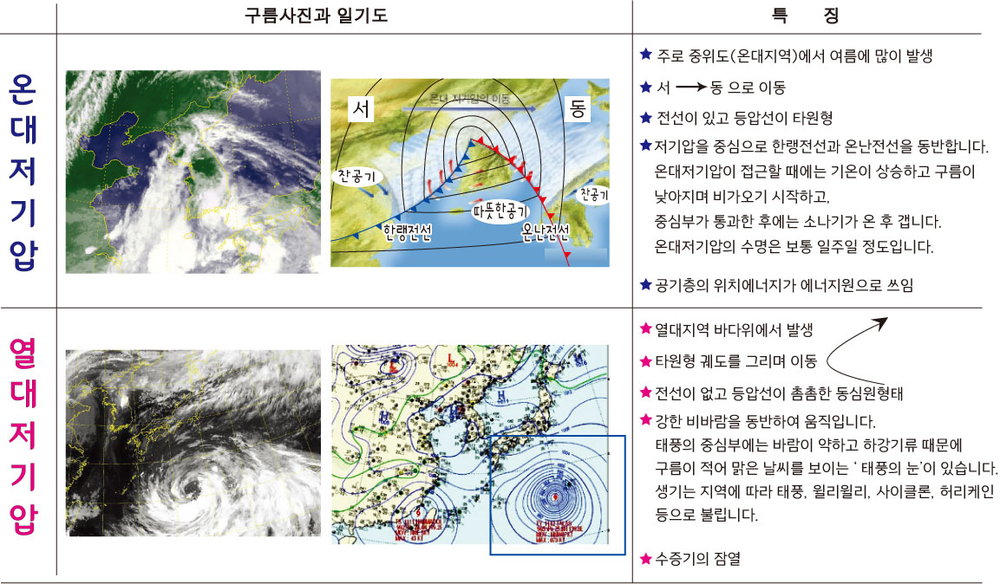 구름사진과 일기도
특 징
온대저기압
서
온대 저기압의 이동
동
찬공기
찬공기
따뜻한공기
한랭전선
온난전선
★ 주로 중위도(온대지역)에서 여름에 많이 발생
★ 서 → 동 으로 이동
★ 전선이 있고 등압선이 타원형
★ 저기압을 중심으로 한랭전선과 온난전선을 동반합니다.
온대저기압이 접근할 때에는 기온이 상승하고 구름이
낮아지며 비가오기 시작하고,
중심부가 통과한 후에는 소나기가 온 후 갭니다.
온대저기압의 수명은 보통 일주일 정도입니다.
★ 공기층의 위치에너지가 에너지원으로 쓰임
열대저기압
L
H
H
H
★ 열대지역 바다위에서 발생
★ 타원형 궤도를 그리며 이동
★ 전선이 없고 등압선이 촘촘한 동심원형태
★ 강한 비바람을 동반하여 움직입니다.
태풍의 중심부에는 바람이 약하고 하강기류 때문에
구름이 적어 맑은 날씨를 보이는 ‘ 태풍의 눈’이 있습니다.
생기는 지역에 따라 태풍, 윌리윌리, 사이클론, 허리케인
등으로 불립니다.
★ 수증기의 잠열